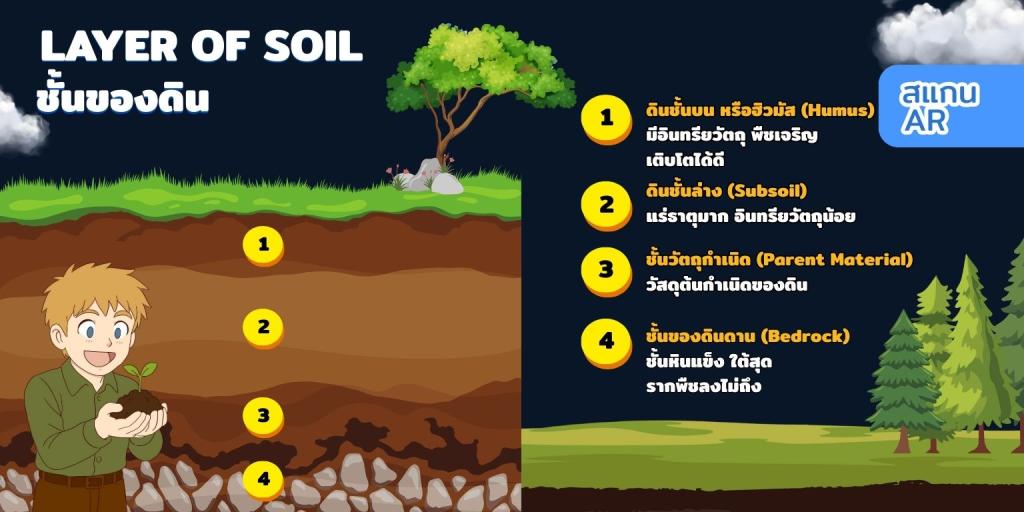 LAYER OF SOIL
ชั้นของดิน
1
2
3
4
1
ดินชั้นบน หรือฮิวมัส (Humus)
มีอินทรียวัตถุ พืชเจริญ
เติบโตได้ดี
2
ดินชั้นล่าง (Subsoil)
แร่ธาตุมาก อินทรียวัตถุน้อย
3
ชั้นวัตถุกำเนิด (Parent Material)
วัสดุต้นกำเนิดของดิน
4
ชั้นของดินดาน (Bedrock)
ชั้นหินแข็ง ใต้สุด
รากพืชลงไม่ถึง
สแกน
AR